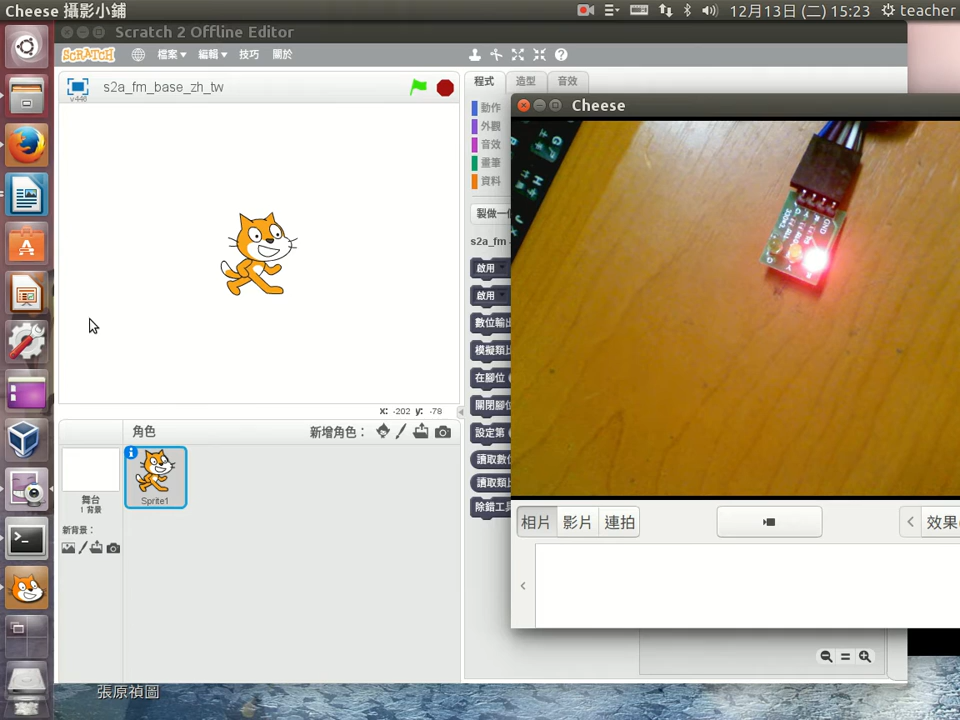 Cheese 攝影小鋪
12月13日 (二) 15:23
teacher
Scratch 2 Offline Editor
SCRATCH
檔案
編輯
技巧
關於
v446
s2a_fm_base_zh_tw
程式
造型
音效
動作
外觀
音效
畫筆
資料
製做一個
s2a_fm
啟用
啟用
數位輸出
模擬類比
在腳位
關閉腳位
設定第
讀取數位
讀取類比
除錯工具
x: -202 y: -78
角色
新增角色：
舞台
1 背景
新背景：
Sprite1
Cheese
GND
相片
影片
連拍
效果
張原禎圖